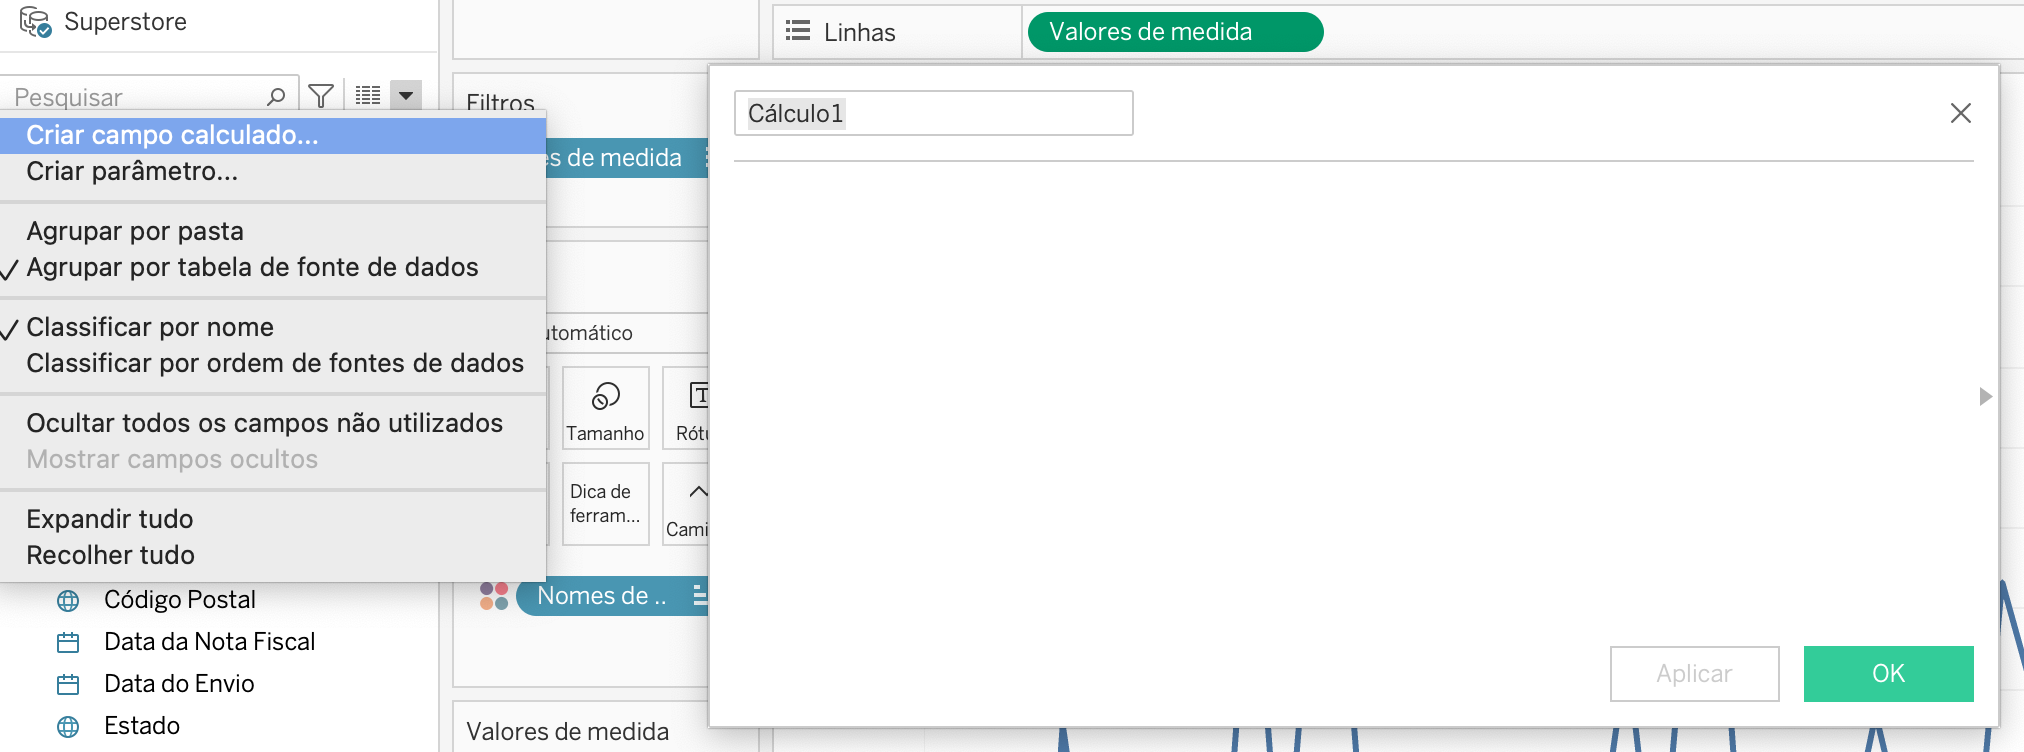 Superstore
Pesquisar
Criar campo calculado...
Criar parâmetro...
Agrupar por pasta
Agrupar por tabela de fonte de dados
Classificar por nome
Classificar por ordem de fontes de dados
Ocultar todos os campos não utilizados
Mostrar campos ocultos
Expandir tudo
Recolher tudo
Código Postal
Data da Nota Fiscal
Data do Envio
Estado
Filtros
es de medida
utomático
Tamanho
Rótu
Dica de
ferram...
Cami
Nomes de ..
Valores de medida
Linhas
Valores de medida
Cálculo1
Aplicar
OK